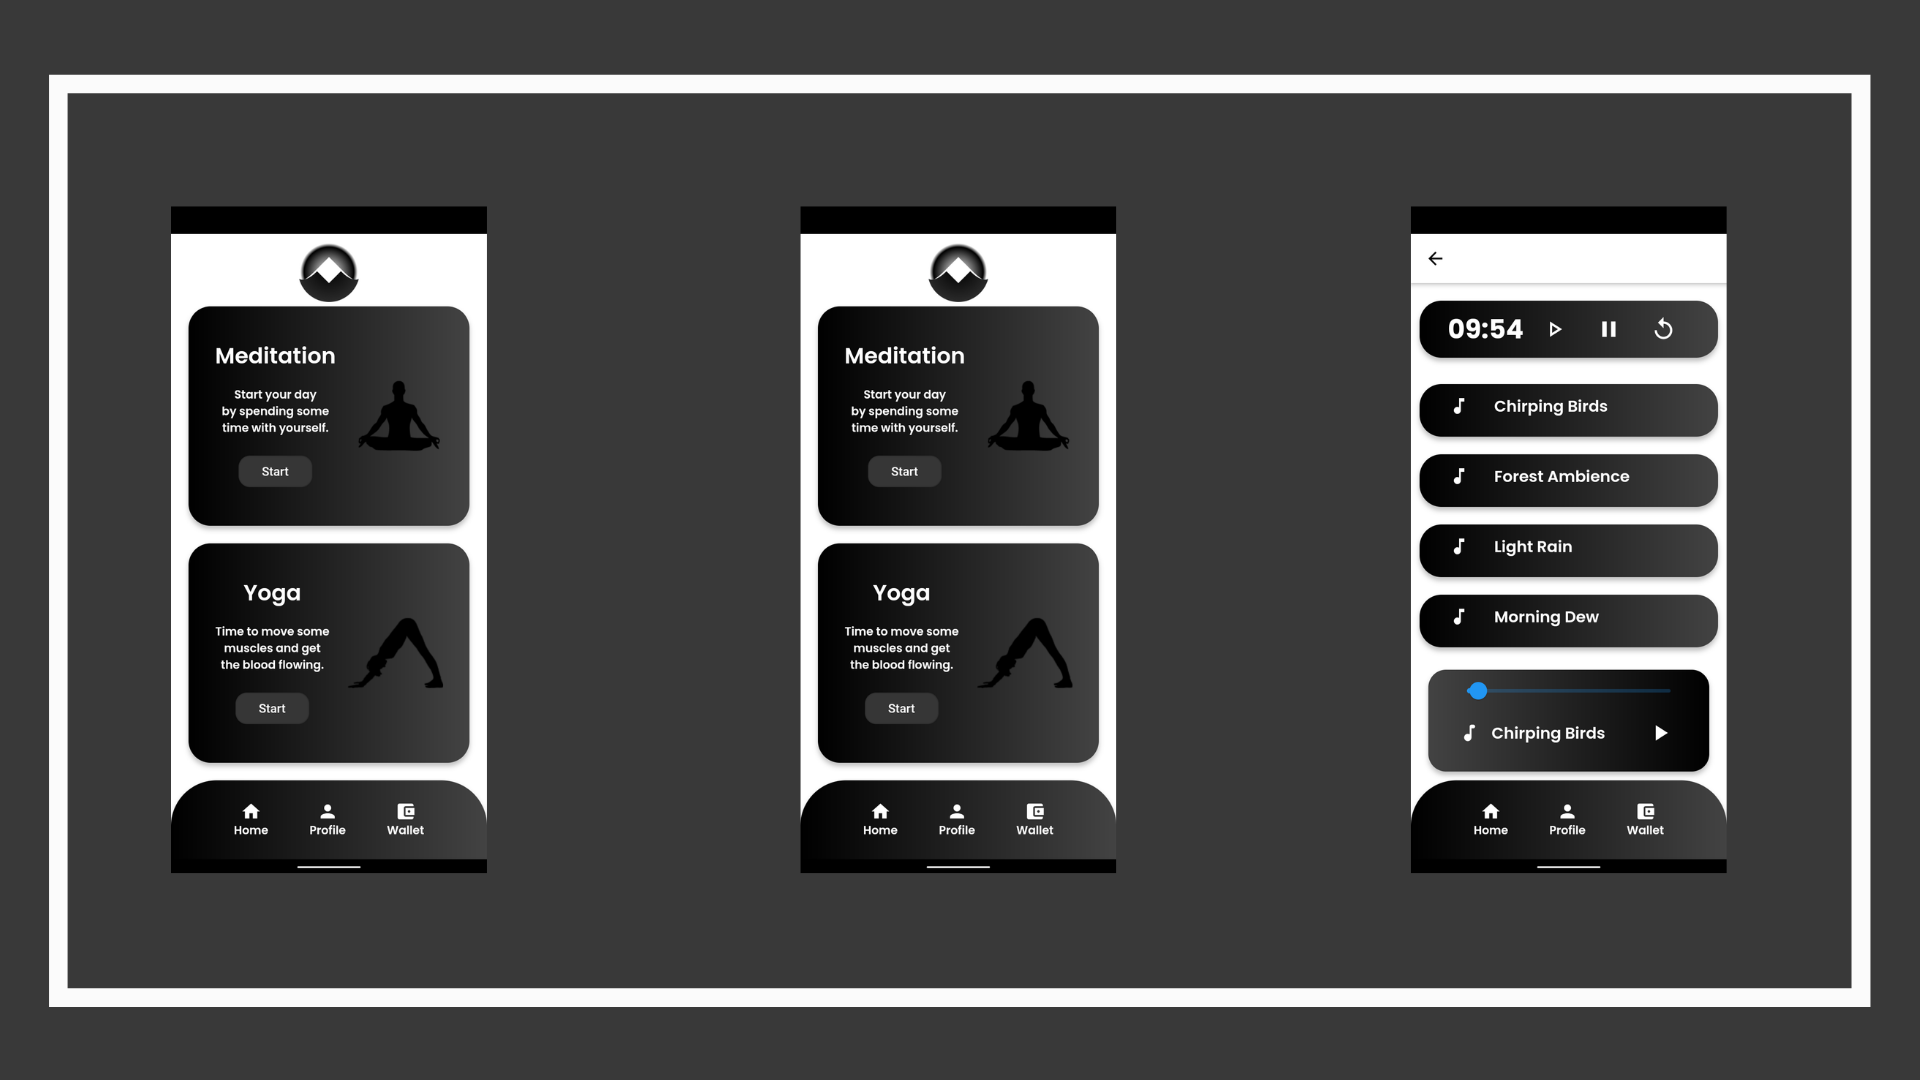 Meditation
Start your day
by spending some
time with yourself.
Start
Yoga
Time to move some
muscles and get
the blood flowing.
Start
Home
Profile
Wallet
Meditation
Start your day
by spending some
time with yourself.
Start
Yoga
Time to move some
muscles and get
the blood flowing.
Start
Home
Profile
Wallet
09:54
Chirping Birds
Forest Ambience
Light Rain
Morning Dew
Chirping Birds
Home
Profile
Wallet